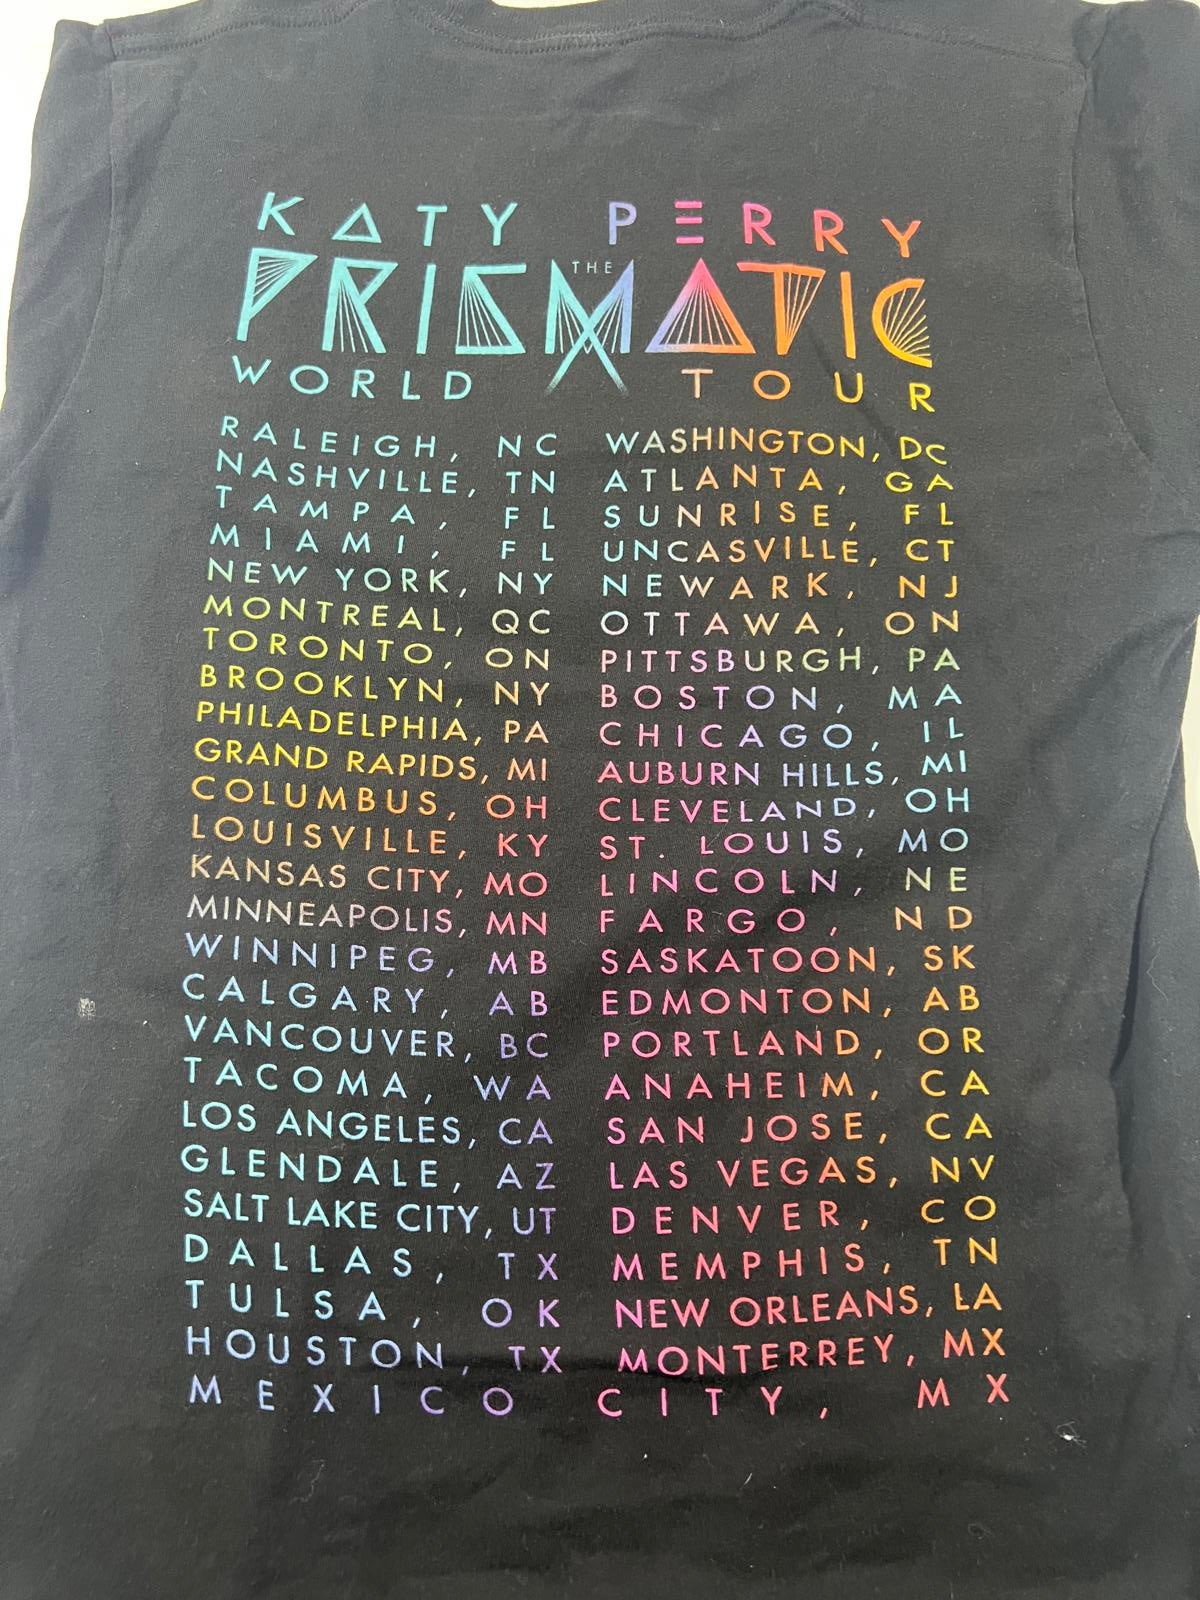 KATY PERRY
THE
PRISMATIC
WORLD TOUR
RALEIGH, NC WASHINGTON, DC
NASHVILLE, TN ATLANTA, GA
TAMPA, FL SUNRISE, FL
MIAMI, FL UNCASVILLE, CT
NEW YORK, NY NEWARK, NJ
MONTREAL, QC OTTAWA, ON
TORONTO, ON PITTSBURGH, PA
BROOKLYN, NY BOSTON, MA
PHILADELPHIA, PA CHICAGO, IL
GRAND RAPIDS, MI AUBURN HILLS, MI
COLUMBUS, OH CLEVELAND, OH
LOUISVILLE, KY ST. LOUIS, MO
KANSAS CITY, MO LINCOLN, NE
MINNEAPOLIS, MN FARGO, ND
WINNIPEG, MB SASKATOON, SK
CALGARY, AB EDMONTON, AB
VANCOUVER, BC PORTLAND, OR
TACOMA, WA ANAHEIM, CA
LOS ANGELES, CA SAN JOSE, CA
GLENDALE, AZ LAS VEGAS, NV
SALT LAKE CITY, UT DENVER, CO
DALLAS, TX MEMPHIS, TN
TULSA, OK NEW ORLEANS, LA
HOUSTON, TX MONTERREY, MX
MEXICO CITY, MX